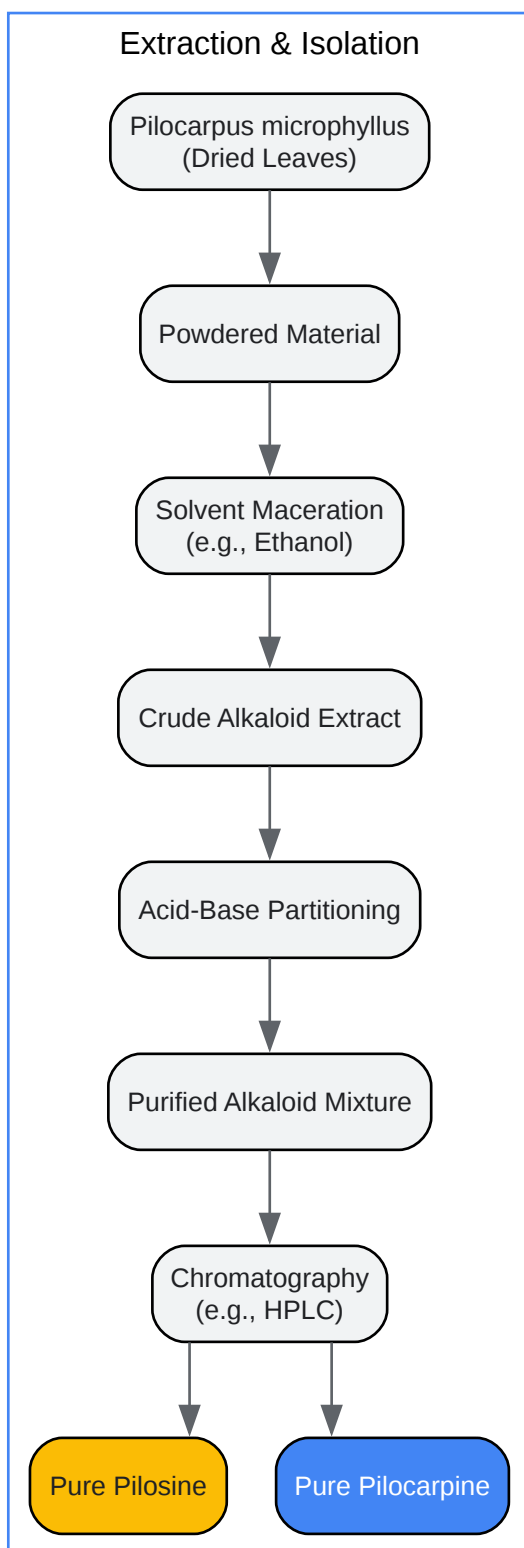 Extraction & Isolation
Pilocarpus microphyllus
(Dried Leaves)
Powdered Material
Solvent Maceration
(e.g., Ethanol)
Crude Alkaloid Extract
Acid-Base Partitioning
Purified Alkaloid Mixture
Chromatography
(e.g., HPLC)
Pure Pilosine
Pure Pilocarpine